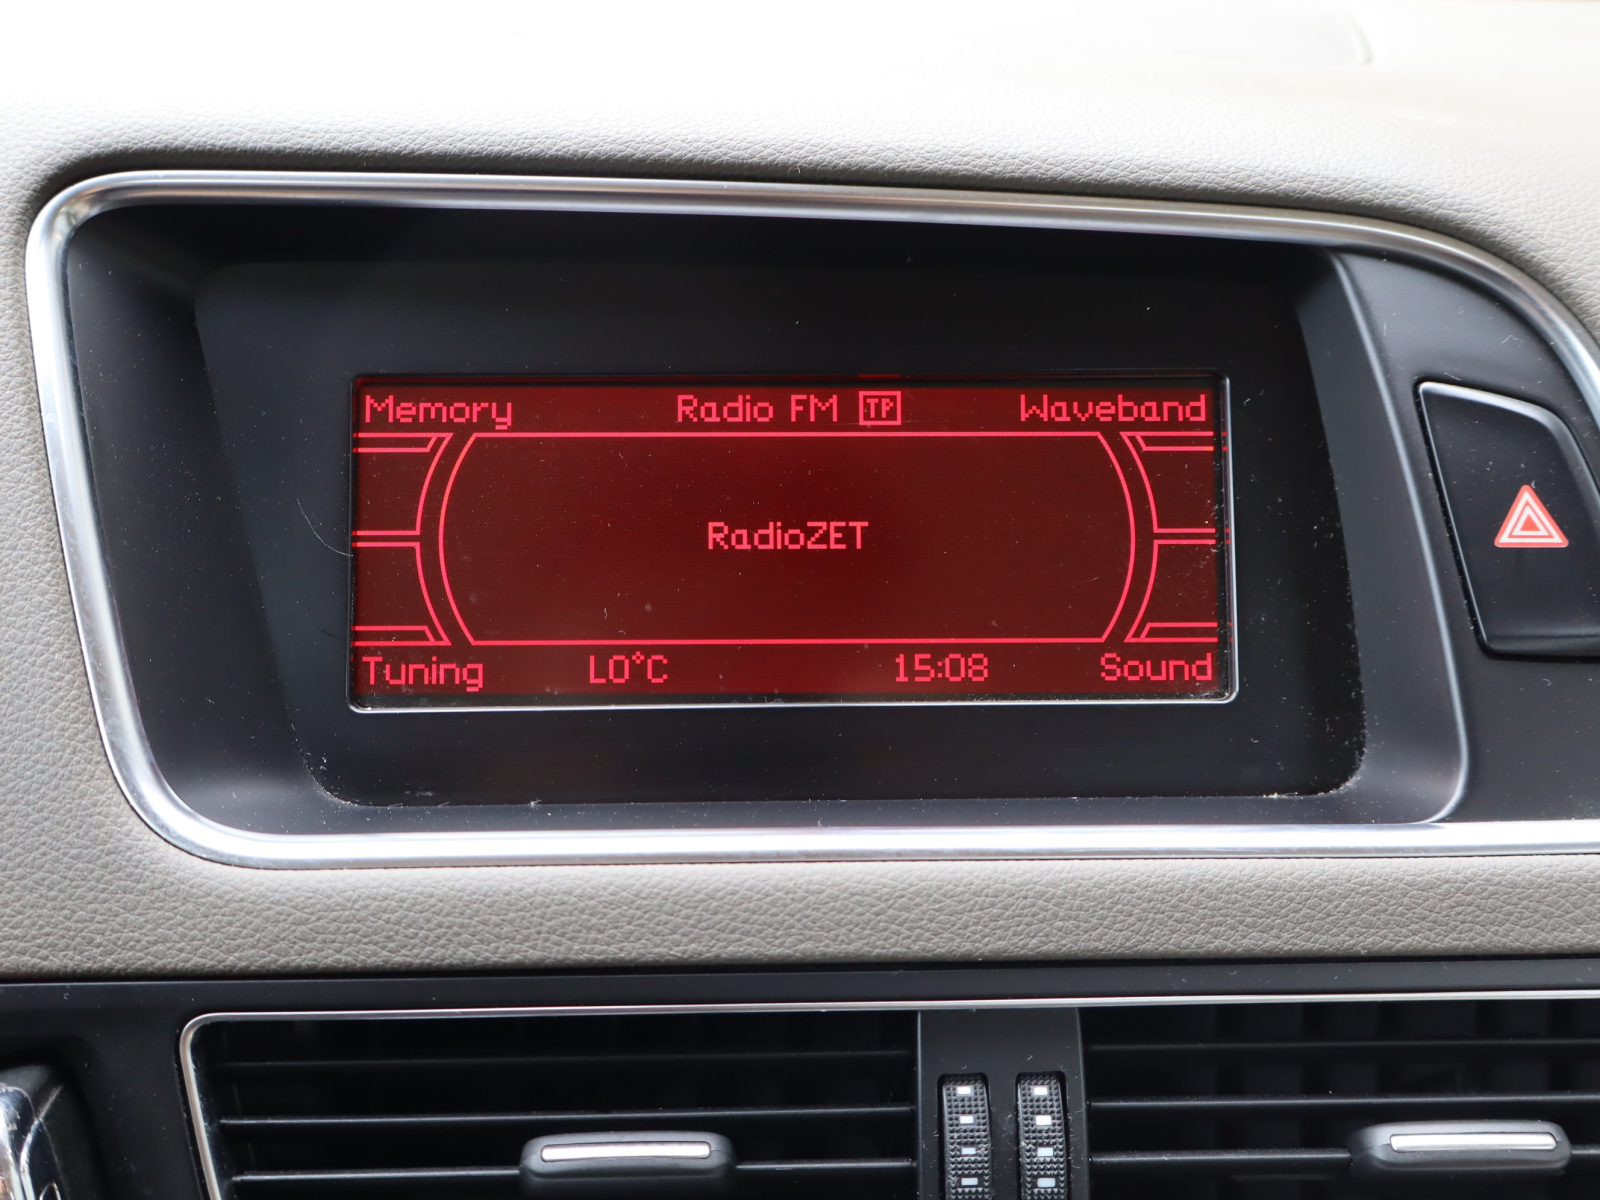 Memory Radio FM TP Waveband
RadioZET
Tuning LO°C 15:08 Sound